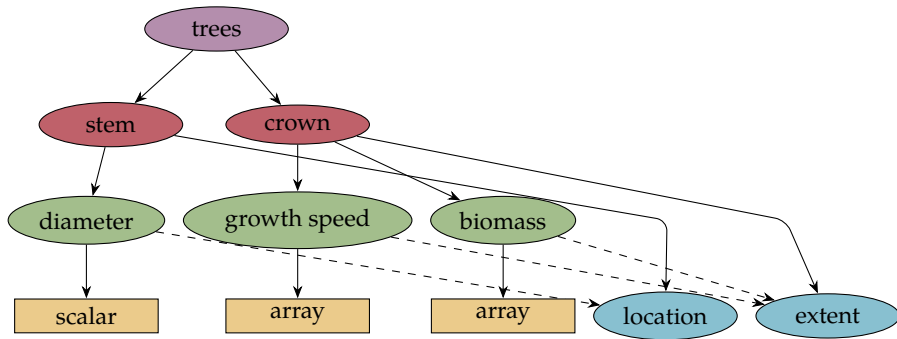 trees
stem
crown
diameter
growth speed
biomass
scalar
array
array
location
extent